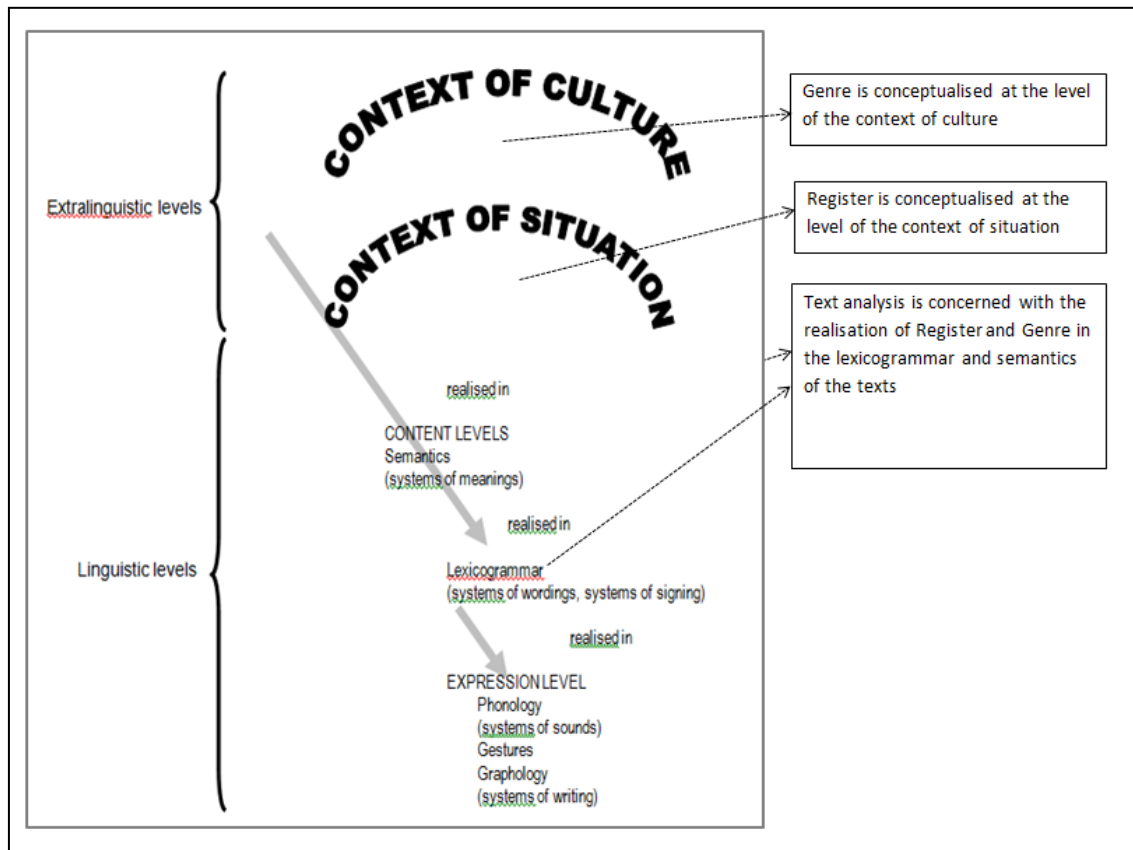 CONTEXT OF CULTURE
Genre is conceptualised at the level
of the context of culture
Extralinguistic levels
CONTEXT OF SITUATION
Register is conceptualised at the
level of the context of situation
Text analysis is concerned with the
realisation of Register and Genre in
the lexicogrammar and semantics
of the texts
realised in
CONTENT LEVELS
Semantics
(systems of meanings)
realised in
Linguistic levels
Lexicogrammar
(systems of wordings, systems of signing)
realised in
EXPRESSION LEVEL
Phonology
(systems of sounds)
Gestures
Graphology
(systems of writing)